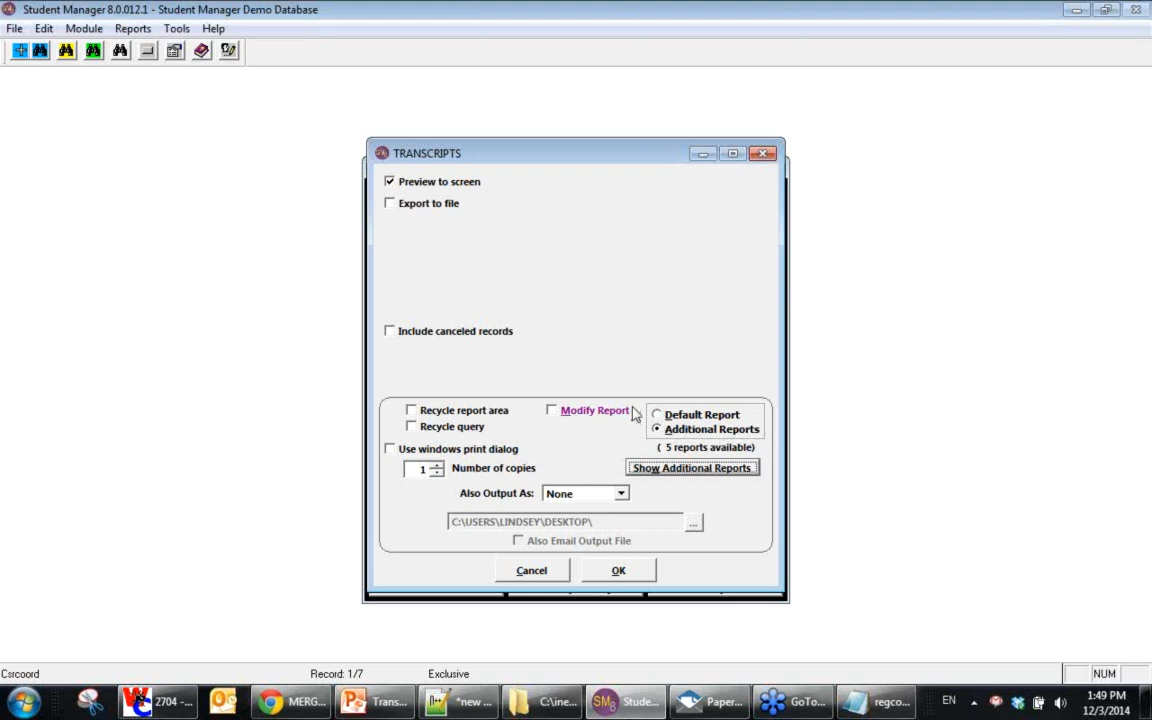 Student Manager 8.0.012.1 - Student Manager Demo Database
File Edit Module Reports Tools Help
TRANSCRIPTS
Preview to screen
Export to file
Include canceled records
Recycle report area
Modify Report
Default Report
Recycle query
Additional Reports
( 5 reports available)
Use windows print dialog
1 Number of copies
Show Additional Reports
Also Output As: None
C:\USERS\LINDSEY\DESKTOP\ ...
Also Email Output File
Cancel OK
Csrcoord Record: 1/7 Exclusive NUM
2704 -... MERG... Trans... *new ... C:\ine... Stude... Paper... GoTo... regco... EN 1:49 PM
12/3/2014